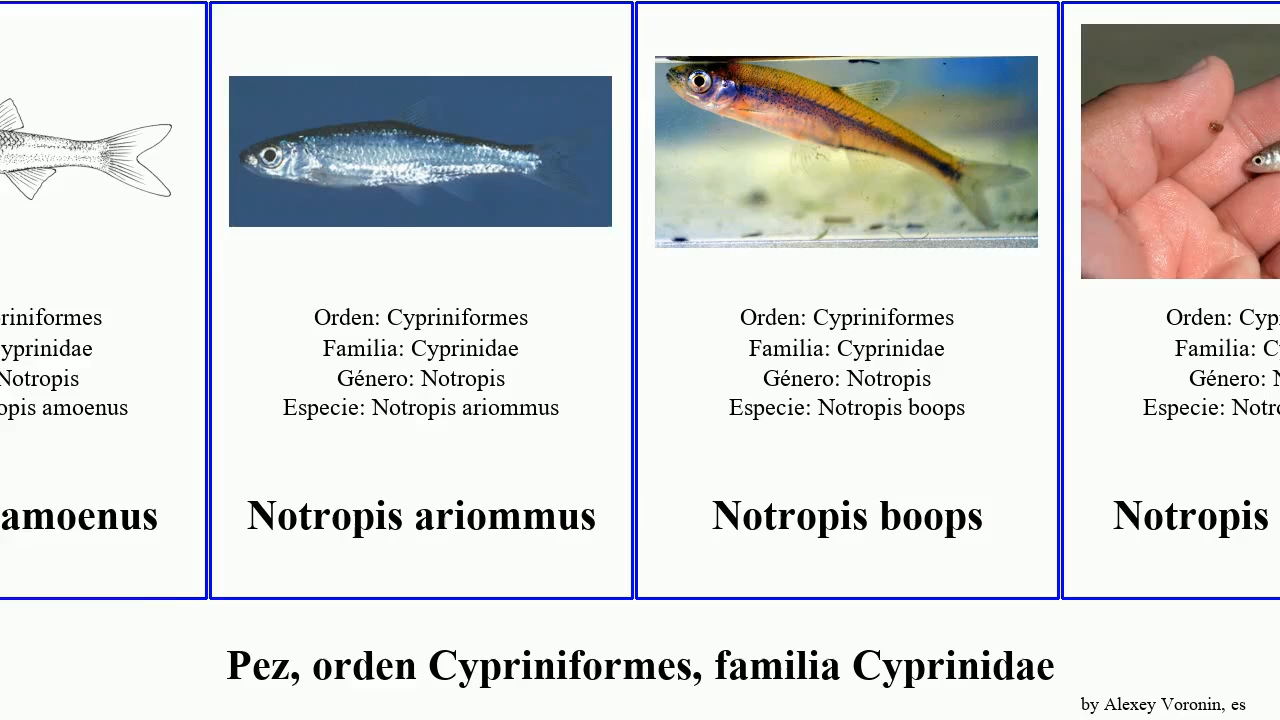 riniformes
yprinidae
Notropis
opis amoenus
amoenus
Orden: Cypriniformes
Familia: Cyprinidae
Género: Notropis
Especie: Notropis ariommus
Notropis ariommus
Orden: Cypriniformes
Familia: Cyprinidae
Género: Notropis
Especie: Notropis boops
Notropis boops
Orden: Cyp
Familia: C
Género: N
Especie: Notro
Notropis
Pez, orden Cypriniformes, familia Cyprinidae
by Alexey Voronin, es